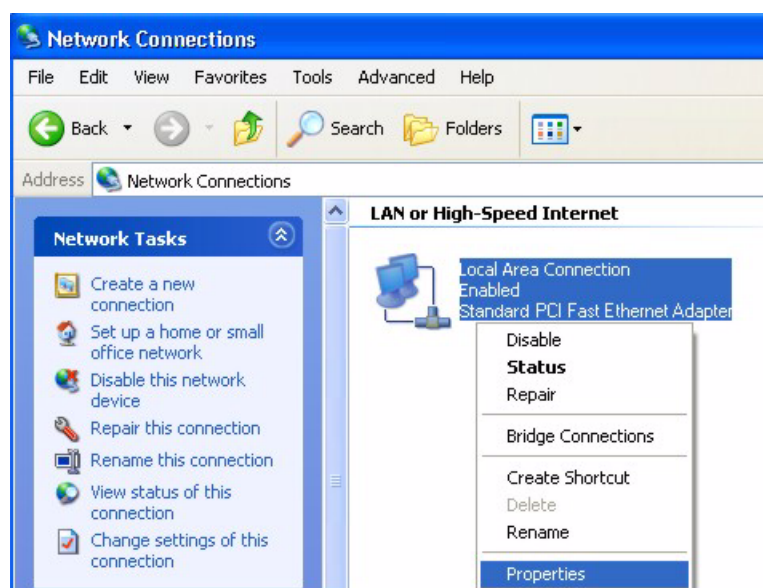 Network Connections
File Edit View Favorites Tools Advanced Help
Back Search Folders
Address Network Connections
Network Tasks
Create a new
connection
Set up a home or small
office network
Disable this network
device
Repair this connection
Rename this connection
View status of this
connection
Change settings of this
connection
LAN or High-Speed Internet
Local Area Connection
Enabled
Standard PCI Fast Ethernet Adapter
Disable
Status
Repair
Bridge Connections
Create Shortcut
Delete
Rename
Properties